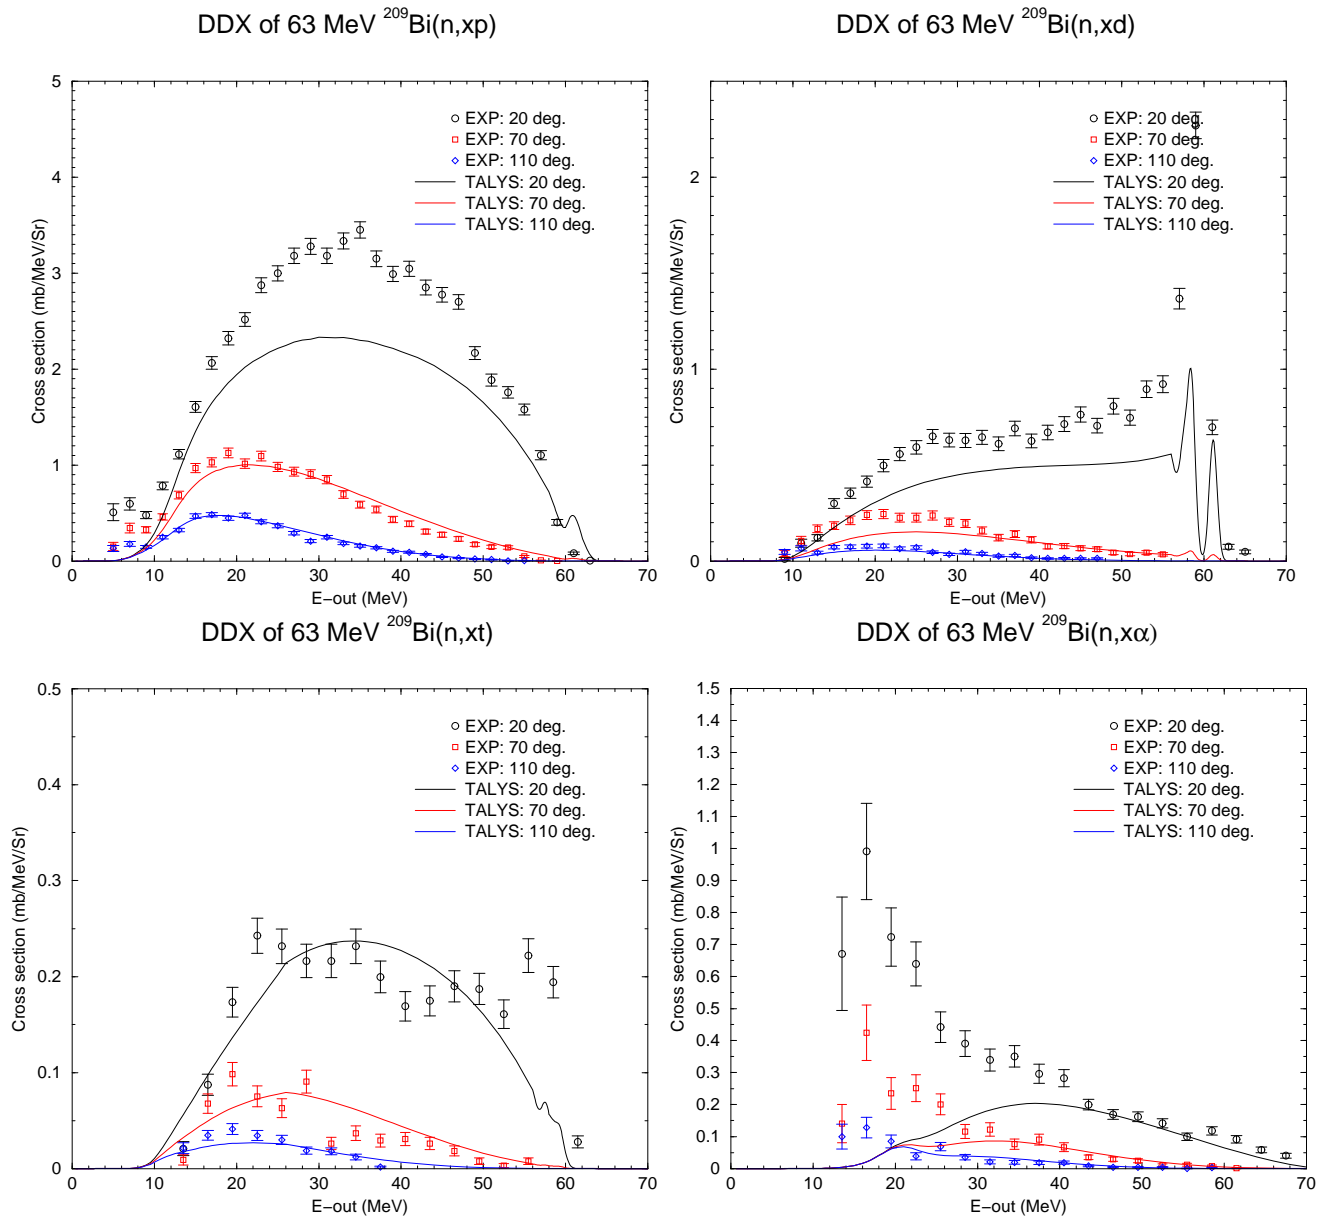 DDX of 63 MeV ²⁰⁹Bi(n,xp)
5
4
3
2
1
0
Cross section (mb/MeV/Sr)
EXP: 20 deg.
EXP: 70 deg.
EXP: 110 deg.
TALYS: 20 deg.
TALYS: 70 deg.
TALYS: 110 deg.
0 10 20 30 40 50 60 70
E−out (MeV)
DDX of 63 MeV ²⁰⁹Bi(n,xd)
2
1
0
Cross section (mb/MeV/Sr)
EXP: 20 deg.
EXP: 70 deg.
EXP: 110 deg.
TALYS: 20 deg.
TALYS: 70 deg.
TALYS: 110 deg.
0 10 20 30 40 50 60 70
E−out (MeV)
DDX of 63 MeV ²⁰⁹Bi(n,xt)
0.5
0.4
0.3
0.2
0.1
0
Cross section (mb/MeV/Sr)
EXP: 20 deg.
EXP: 70 deg.
EXP: 110 deg.
TALYS: 20 deg.
TALYS: 70 deg.
TALYS: 110 deg.
0 10 20 30 40 50 60 70
E−out (MeV)
DDX of 63 MeV ²⁰⁹Bi(n,xα)
1.5
1.4
1.3
1.2
1.1
1
0.9
0.8
0.7
0.6
0.5
0.4
0.3
0.2
0.1
0
Cross section (mb/MeV/Sr)
EXP: 20 deg.
EXP: 70 deg.
EXP: 110 deg.
TALYS: 20 deg.
TALYS: 70 deg.
TALYS: 110 deg.
0 10 20 30 40 50 60 70
E−out (MeV)